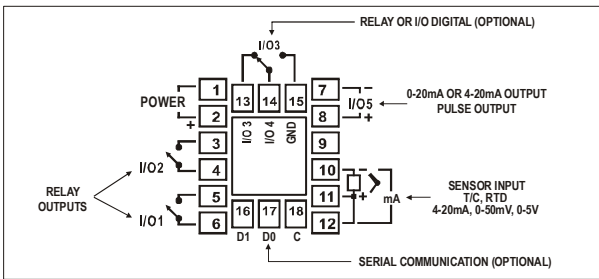 RELAY OR I/O DIGITAL (OPTIONAL)
I/O3
1 13 14 15 7 -
POWER I/O5 0-20mA OR 4-20mA OUTPUT
2 8 + PULSE OUTPUT
+
I/O 3 I/O 4 GND
3 9
I/O2 4 10
SENSOR INPUT
RELAY 5 11 + mA T/C, RTD
OUTPUTS 4-20mA, 0-50mV, 0-5V
I/O1 6 16 17 18 12
D1 D0 C
SERIAL COMMUNICATION (OPTIONAL)